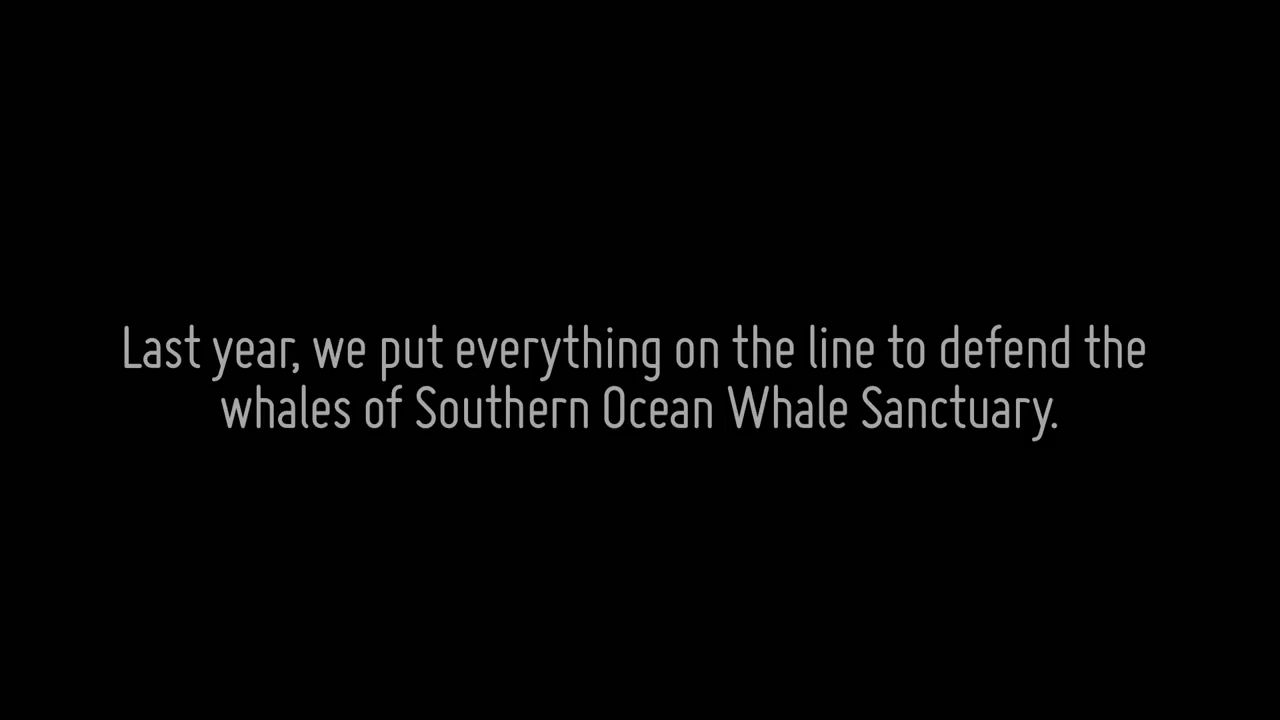 Last year, we put everything on the line to defend the
whales of Southern Ocean Whale Sanctuary.